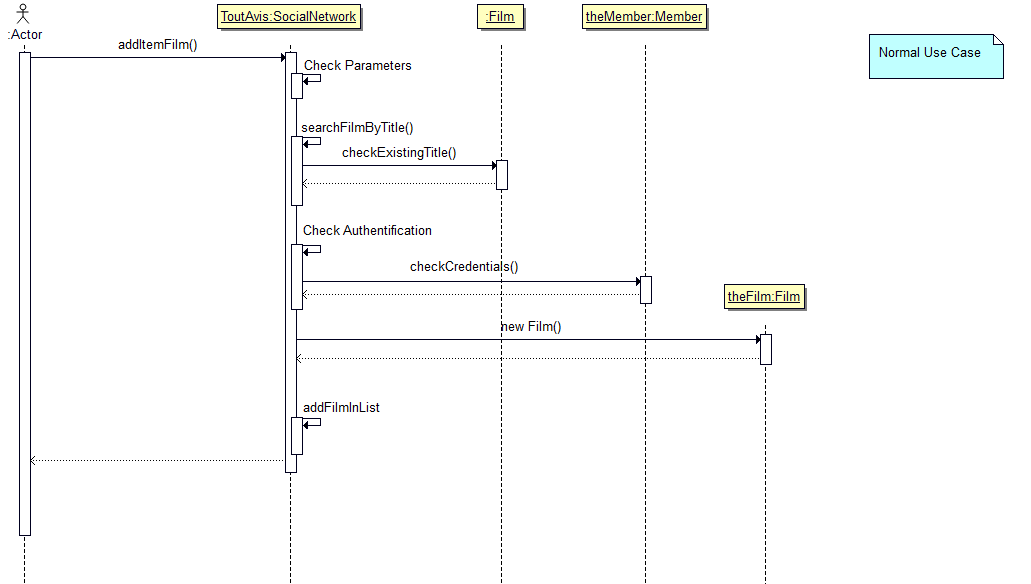 :Actor
ToutAvis:SocialNetwork
:Film
theMember:Member
Normal Use Case
addItemFilm()
Check Parameters
searchFilmByTitle()
checkExistingTitle()
Check Authentification
checkCredentials()
theFilm:Film
new Film()
addFilmInList